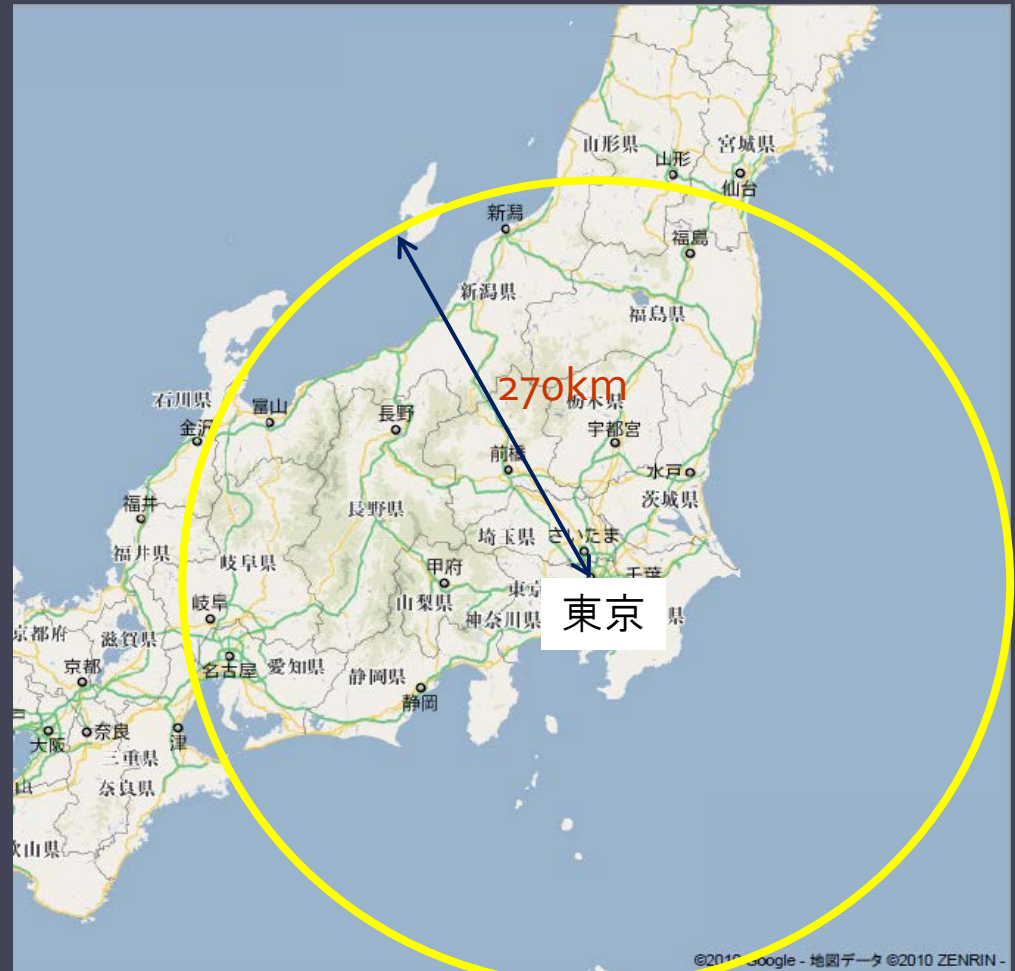 山形県
宮城県
山形
仙台
新潟
福島
新潟県
福島県
270km
石川県
富山
長野
栃木県
金沢
宇都宮
前橋
水戸
茨城県
福井
長野県
埼玉県
さいたま
福井県
岐阜県
甲府
千葉
山梨県
東京
岐阜
神奈川県
東京
県
京都府
滋賀県
京都
名古屋
愛知県
静岡県
静岡
大阪
奈良
津
三重県
奈良県
山県
©2010 Google - 地図データ ©2010 ZENRIN -